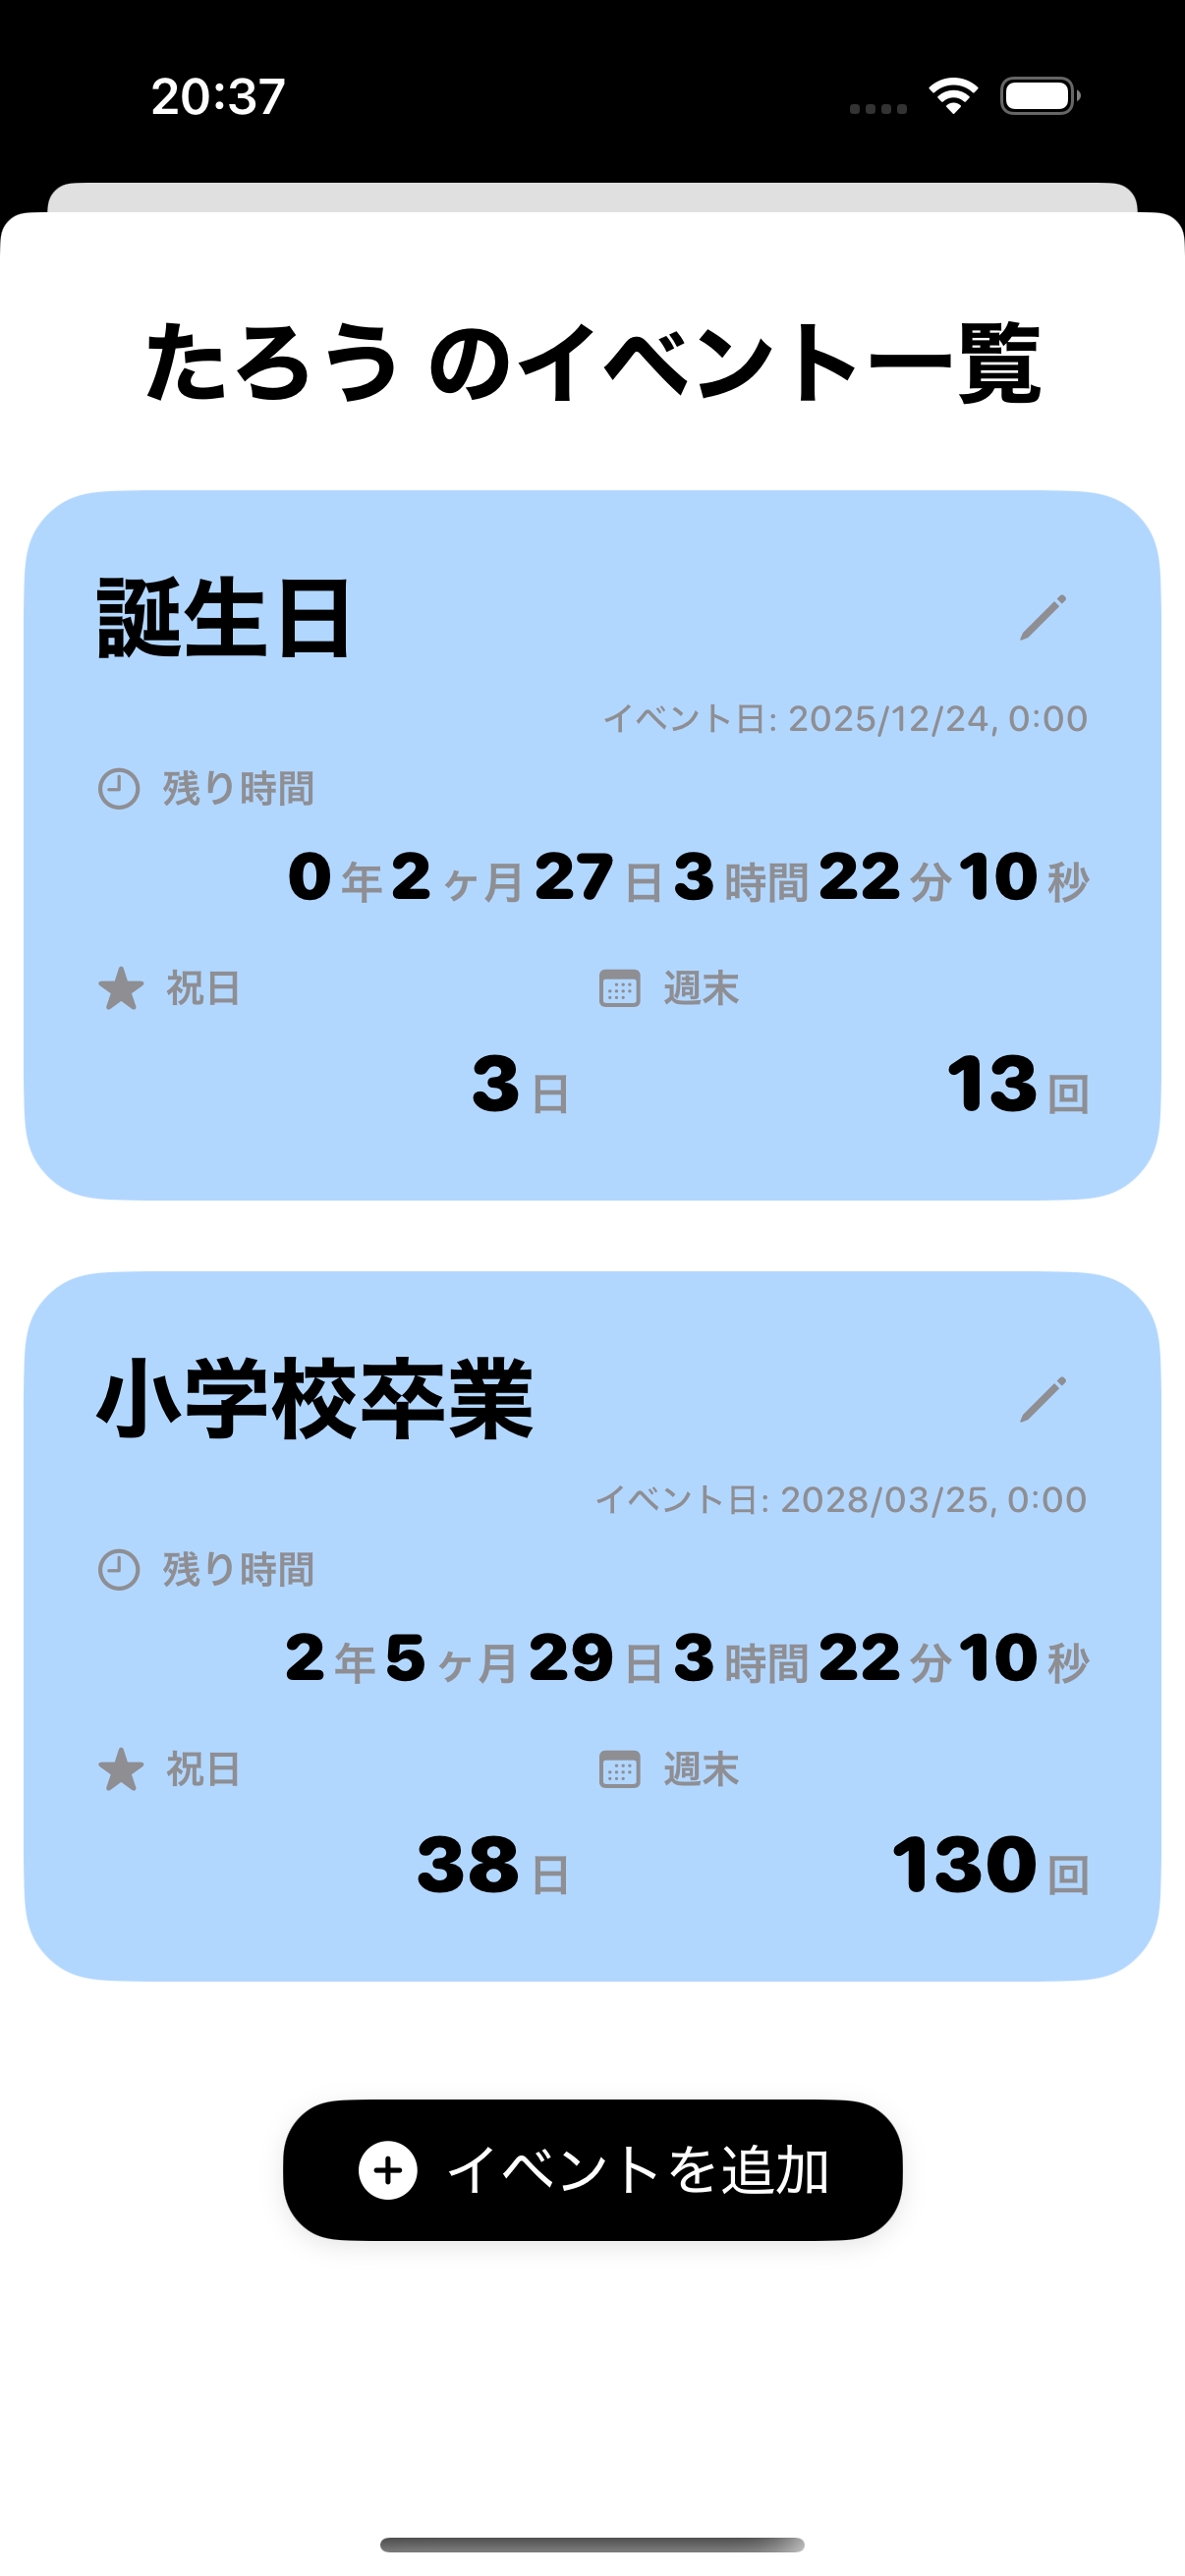 20:37
たろう のイベント一覧
誕生日
イベント日: 2025/12/24, 0:00
残り時間
0 年 2 ヶ月 27 日 3 時間 22 分 10 秒
祝日 週末
3 日 13 回
小学校卒業
イベント日: 2028/03/25, 0:00
残り時間
2 年 5 ヶ月 29 日 3 時間 22 分 10 秒
祝日 週末
38 日 130 回
イベントを追加